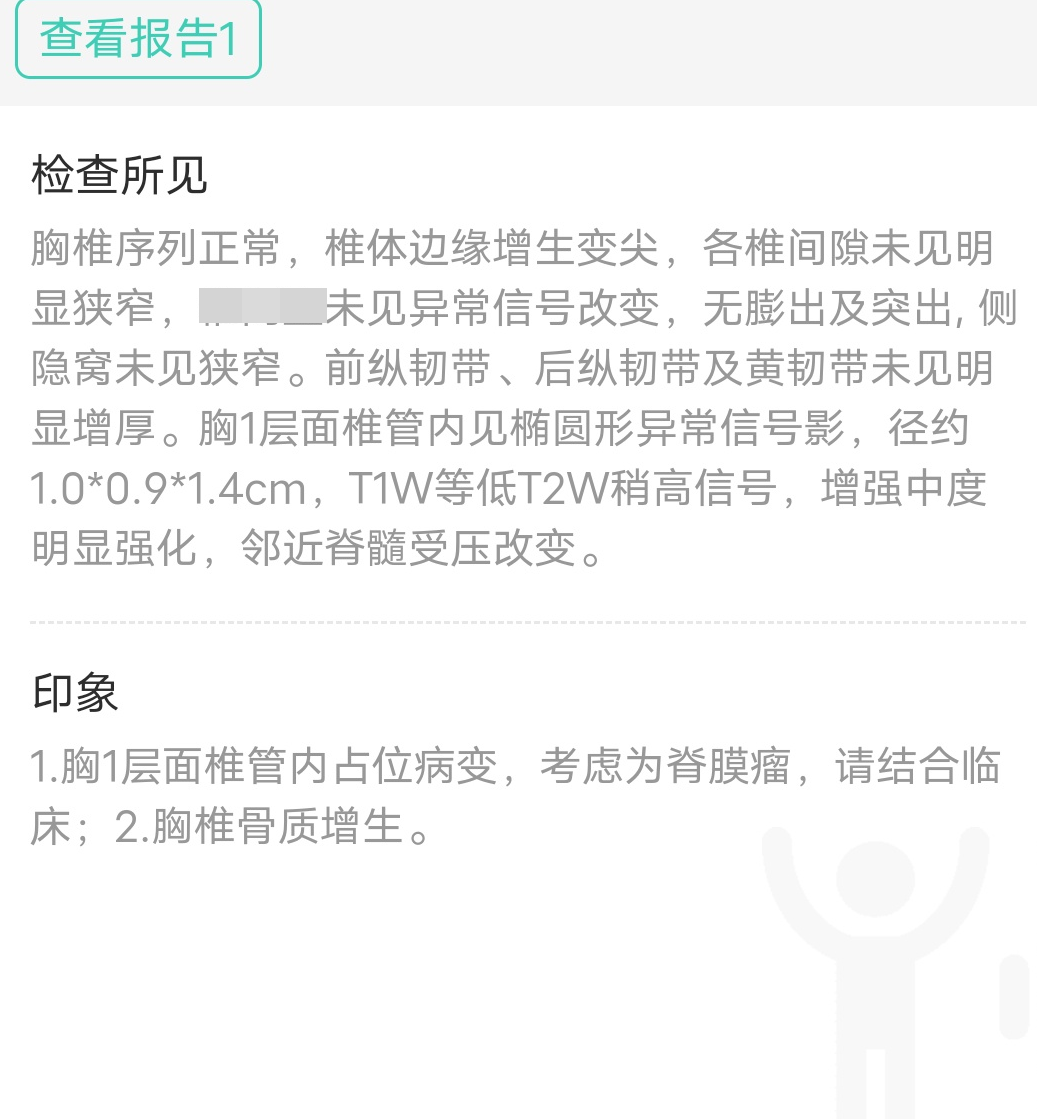 查看报告1
检查所见
胸椎序列正常，椎体边缘增生变尖，各椎间隙未见明
显狭窄，未见异常信号改变，无膨出及突出, 侧
隐窝未见狭窄。前纵韧带、后纵韧带及黄韧带未见明
显增厚。胸1层面椎管内见椭圆形异常信号影，径约
1.0*0.9*1.4cm，T1W等低T2W稍高信号，增强中度
明显强化，邻近脊髓受压改变。
印象
1.胸1层面椎管内占位病变，考虑为脊膜瘤，请结合临
床；2.胸椎骨质增生。